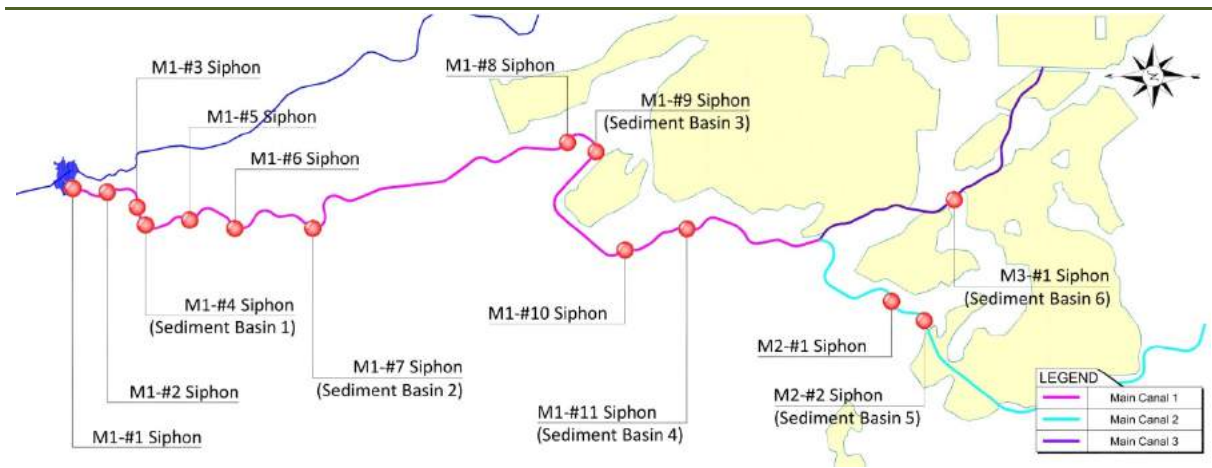 M1-#3 Siphon
M1-#8 Siphon
M1-#9 Siphon
(Sediment Basin 3)
M1-#5 Siphon
M1-#6 Siphon
N
M3-#1 Siphon
(Sediment Basin 6)
M1-#4 Siphon
(Sediment Basin 1)
M1-#10 Siphon
M2-#1 Siphon
M1-#7 Siphon
(Sediment Basin 2)
M1-#2 Siphon
M2-#2 Siphon
(Sediment Basin 5)
M1-#11 Siphon
(Sediment Basin 4)
M1-#1 Siphon
LEGEND
Main Canal 1
Main Canal 2
Main Canal 3